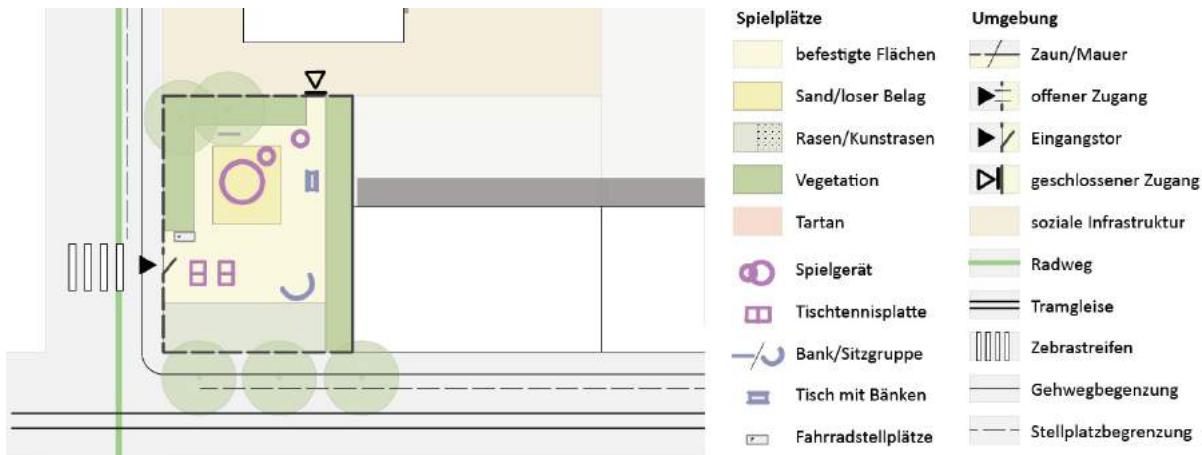 Spielplätze
befestigte Flächen
Sand/loser Belag
Rasen/Kunstrasen
Vegetation
Tartan
Spielgerät
Tischtennisplatte
Bank/Sitzgruppe
Tisch mit Bänken
Fahrradstellplätze
Umgebung
Zaun/Mauer
offener Zugang
Eingangstor
geschlossener Zugang
soziale Infrastruktur
Radweg
Tramgleise
Zebrastreifen
Gehwegbegenzung
Stellplatzbegrenzung